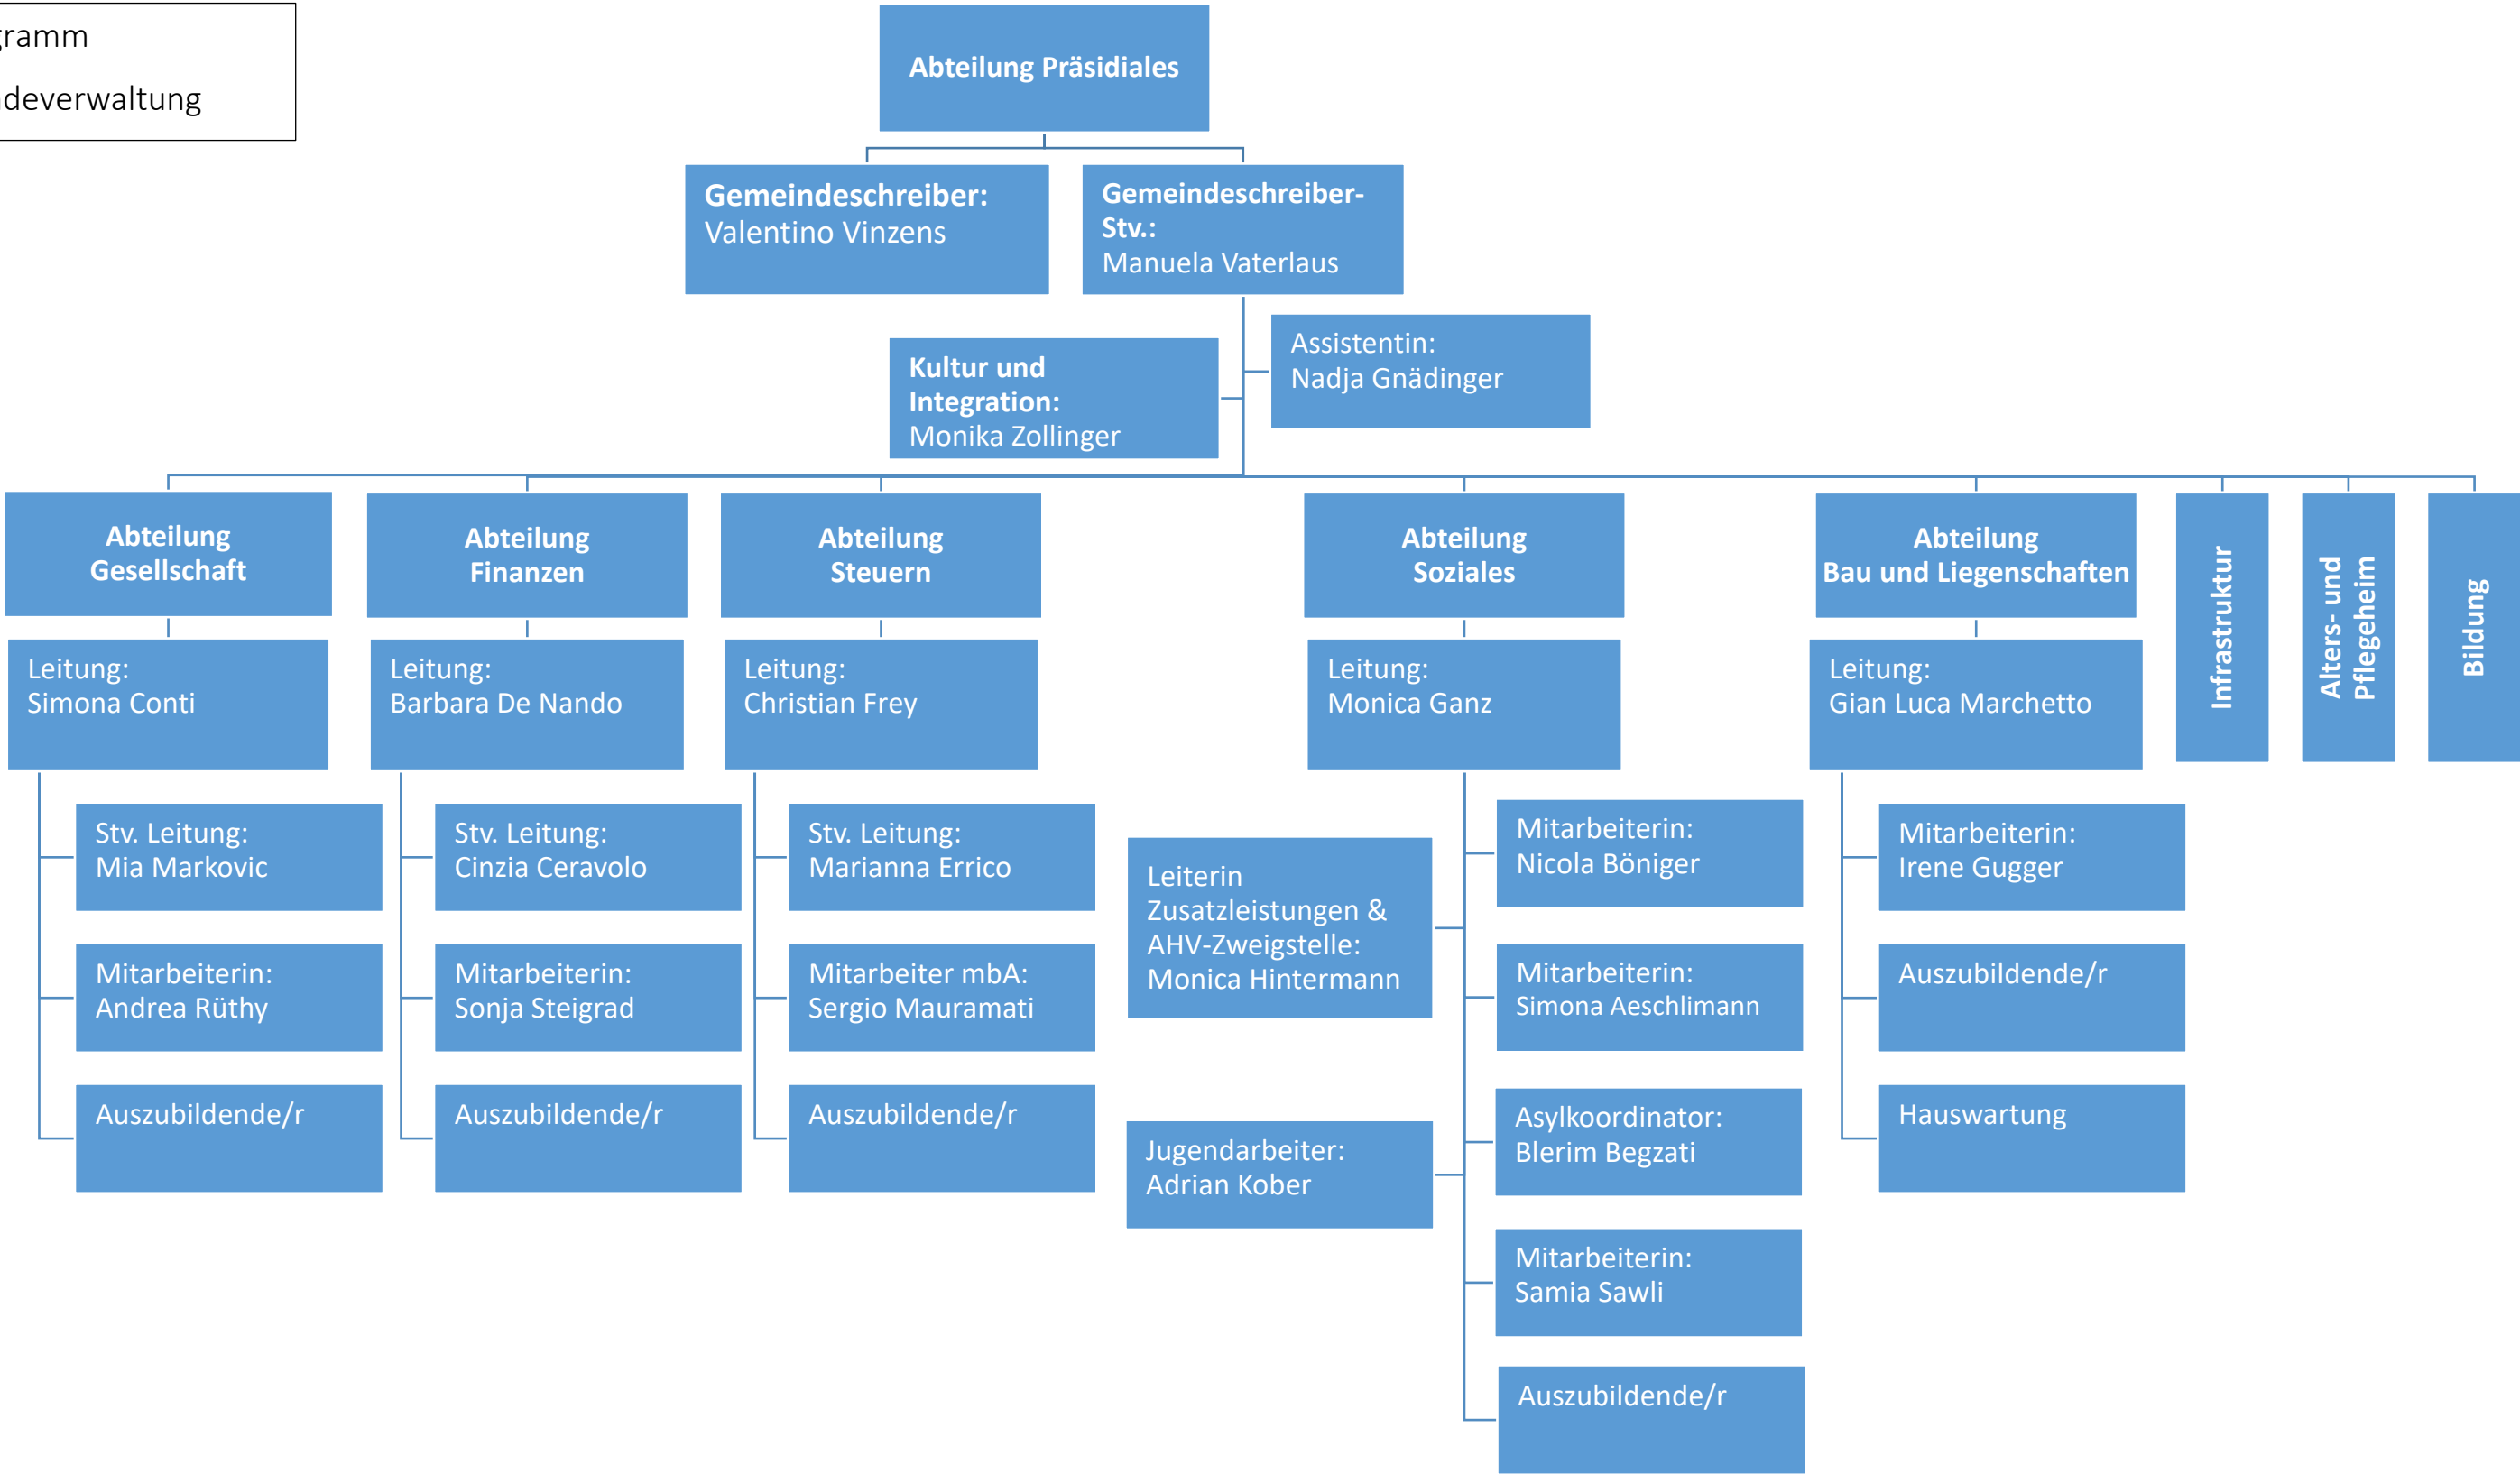 gramm
deverwaltung
Abteilung Präsidiales
Gemeindeschreiber:
Valentino Vinzens
Gemeindeschreiber-
Stv.:
Manuela Vaterlaus
Kultur und
Integration:
Monika Zollinger
Assistentin:
Nadja Gnädinger
Abteilung
Gesellschaft
Abteilung
Finanzen
Abteilung
Steuern
Abteilung
Soziales
Abteilung
Bau und Liegenschaften
Infrastruktur
Alters- und
Pflegeheim
Bildung
Leitung:
Simona Conti
Leitung:
Barbara De Nando
Leitung:
Christian Frey
Leitung:
Monica Ganz
Leitung:
Gian Luca Marchetto
Stv. Leitung:
Mia Markovic
Mitarbeiterin:
Andrea Rüthy
Auszubildende/r
Stv. Leitung:
Cinzia Ceravolo
Mitarbeiterin:
Sonja Steigrad
Auszubildende/r
Stv. Leitung:
Marianna Errico
Mitarbeiter mbA:
Sergio Mauramati
Auszubildende/r
Leiterin
Zusatzleistungen &
AHV-Zweigstelle:
Monica Hintermann
Jugendarbeiter:
Adrian Kober
Mitarbeiterin:
Nicola Böniger
Mitarbeiterin:
Simona Aeschlimann
Asylkoordinator:
Blerim Begzati
Mitarbeiterin:
Samia Sawli
Auszubildende/r
Mitarbeiterin:
Irene Gugger
Auszubildende/r
Hauswartung